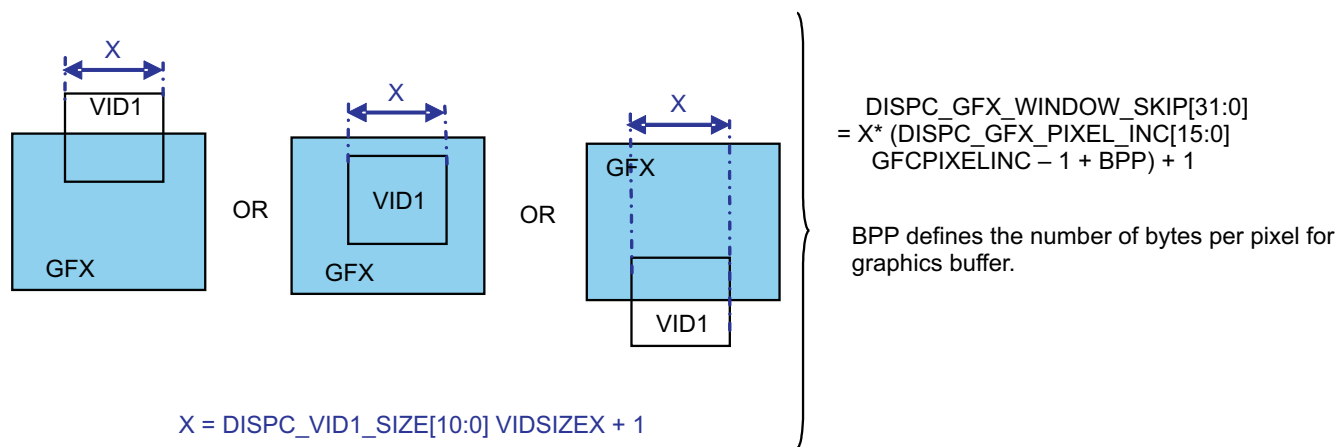 X
VID1
GFX
OR
X
VID1
GFX
OR
X
GFX
VID1
DISPC_GFX_WINDOW_SKIP[31:0]
= X* (DISPC_GFX_PIXEL_INC[15:0]
GFCPIXELINC – 1 + BPP) + 1
BPP defines the number of bytes per pixel for
graphics buffer.
X = DISPC_VID1_SIZE[10:0] VIDSIZEX + 1